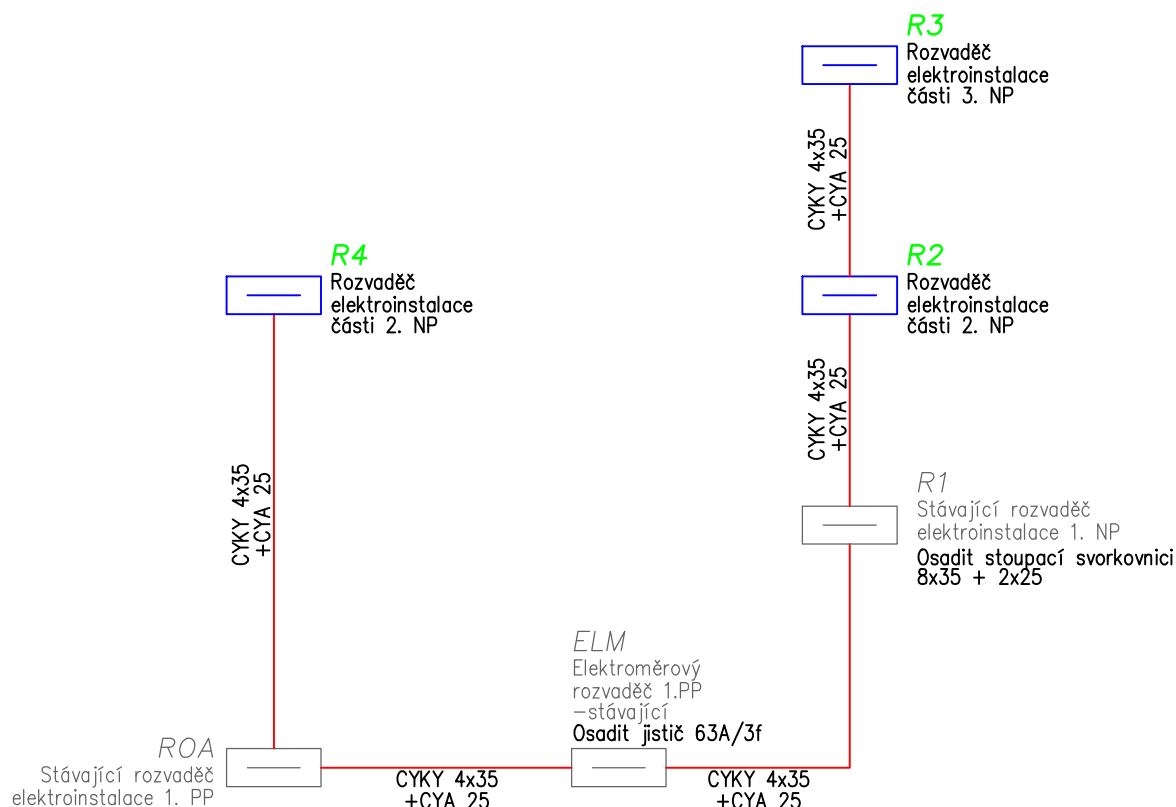 R3
Rozvaděč
elektroinstalace
části 3. NP
CYKY 4x35
+CYA 25
R4
Rozvaděč
elektroinstalace
části 2. NP
R2
Rozvaděč
elektroinstalace
části 2. NP
CYKY 4x35
+CYA 25
CYKY 4x35
+CYA 25
R1
Stávající rozvaděč
elektroinstalace 1. NP
Osadit stoupací svorkovnici
8x35 + 2x25
ELM
Elektroměrový
rozvaděč 1.PP
-stávající
Osadit jistič 63A/3f
ROA
Stávající rozvaděč
elektroinstalace 1. PP
CYKY 4x35
+CYA 25
CYKY 4x35
+CYA 25